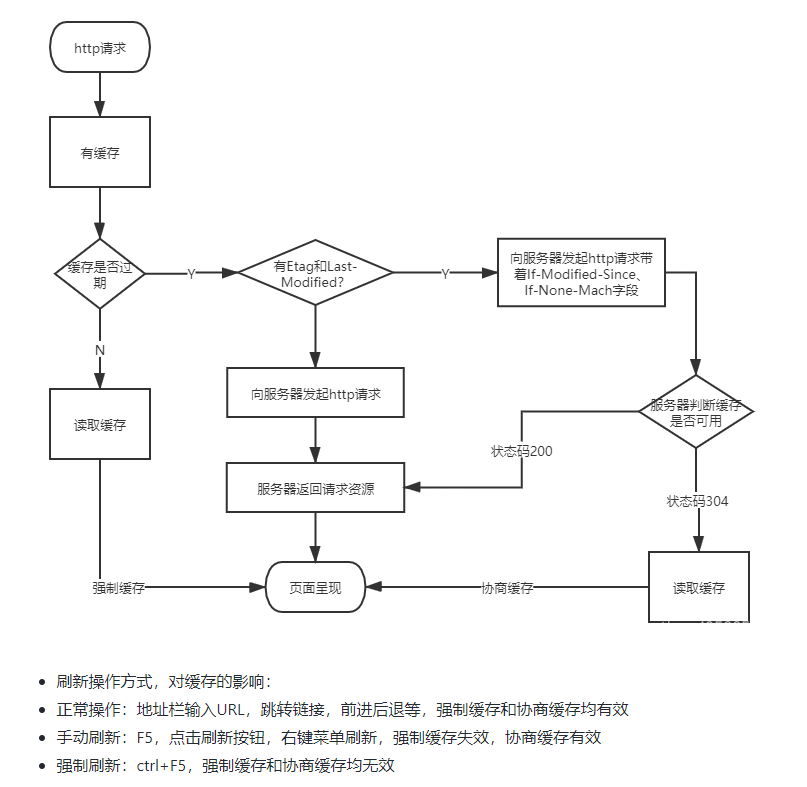 http请求
有缓存
缓存是否过
期
Y
有Etag和Last-
Modified？
Y
向服务器发起http请求带
着If-Modified-Since、
If-None-Mach字段
N
向服务器发起http请求
服务器判断缓存
是否可用
读取缓存
状态码200
服务器返回请求资源
状态码304
强制缓存
页面呈现
协商缓存
读取缓存
刷新操作方式，对缓存的影响：
正常操作：地址栏输入URL，跳转链接，前进后退等，强制缓存和协商缓存均有效
手动刷新：F5，点击刷新按钮，右键菜单刷新，强制缓存失效，协商缓存有效
强制刷新：ctrl+F5，强制缓存和协商缓存均无效